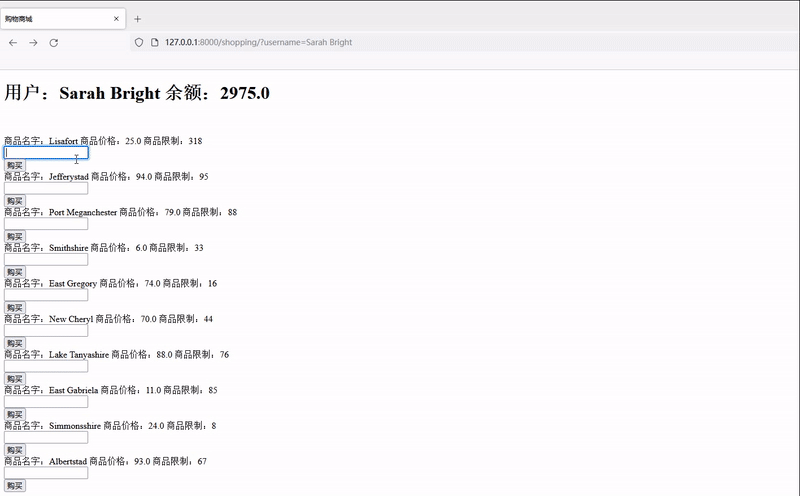 购物商城
127.0.0.1:8000/shopping/?username=Sarah Bright
用户：Sarah Bright 余额：2975.0
商品名字：Lisafort 商品价格：25.0 商品限制：318
购买
商品名字：Jefferystad 商品价格：94.0 商品限制：95
购买
商品名字：Port Meganchester 商品价格：79.0 商品限制：88
购买
商品名字：Smithshire 商品价格：6.0 商品限制：33
购买
商品名字：East Gregory 商品价格：74.0 商品限制：16
购买
商品名字：New Cheryl 商品价格：70.0 商品限制：44
购买
商品名字：Lake Tanyashire 商品价格：88.0 商品限制：76
购买
商品名字：East Gabriela 商品价格：11.0 商品限制：85
购买
商品名字：Simmonsshire 商品价格：24.0 商品限制：8
购买
商品名字：Albertstad 商品价格：93.0 商品限制：67
购买